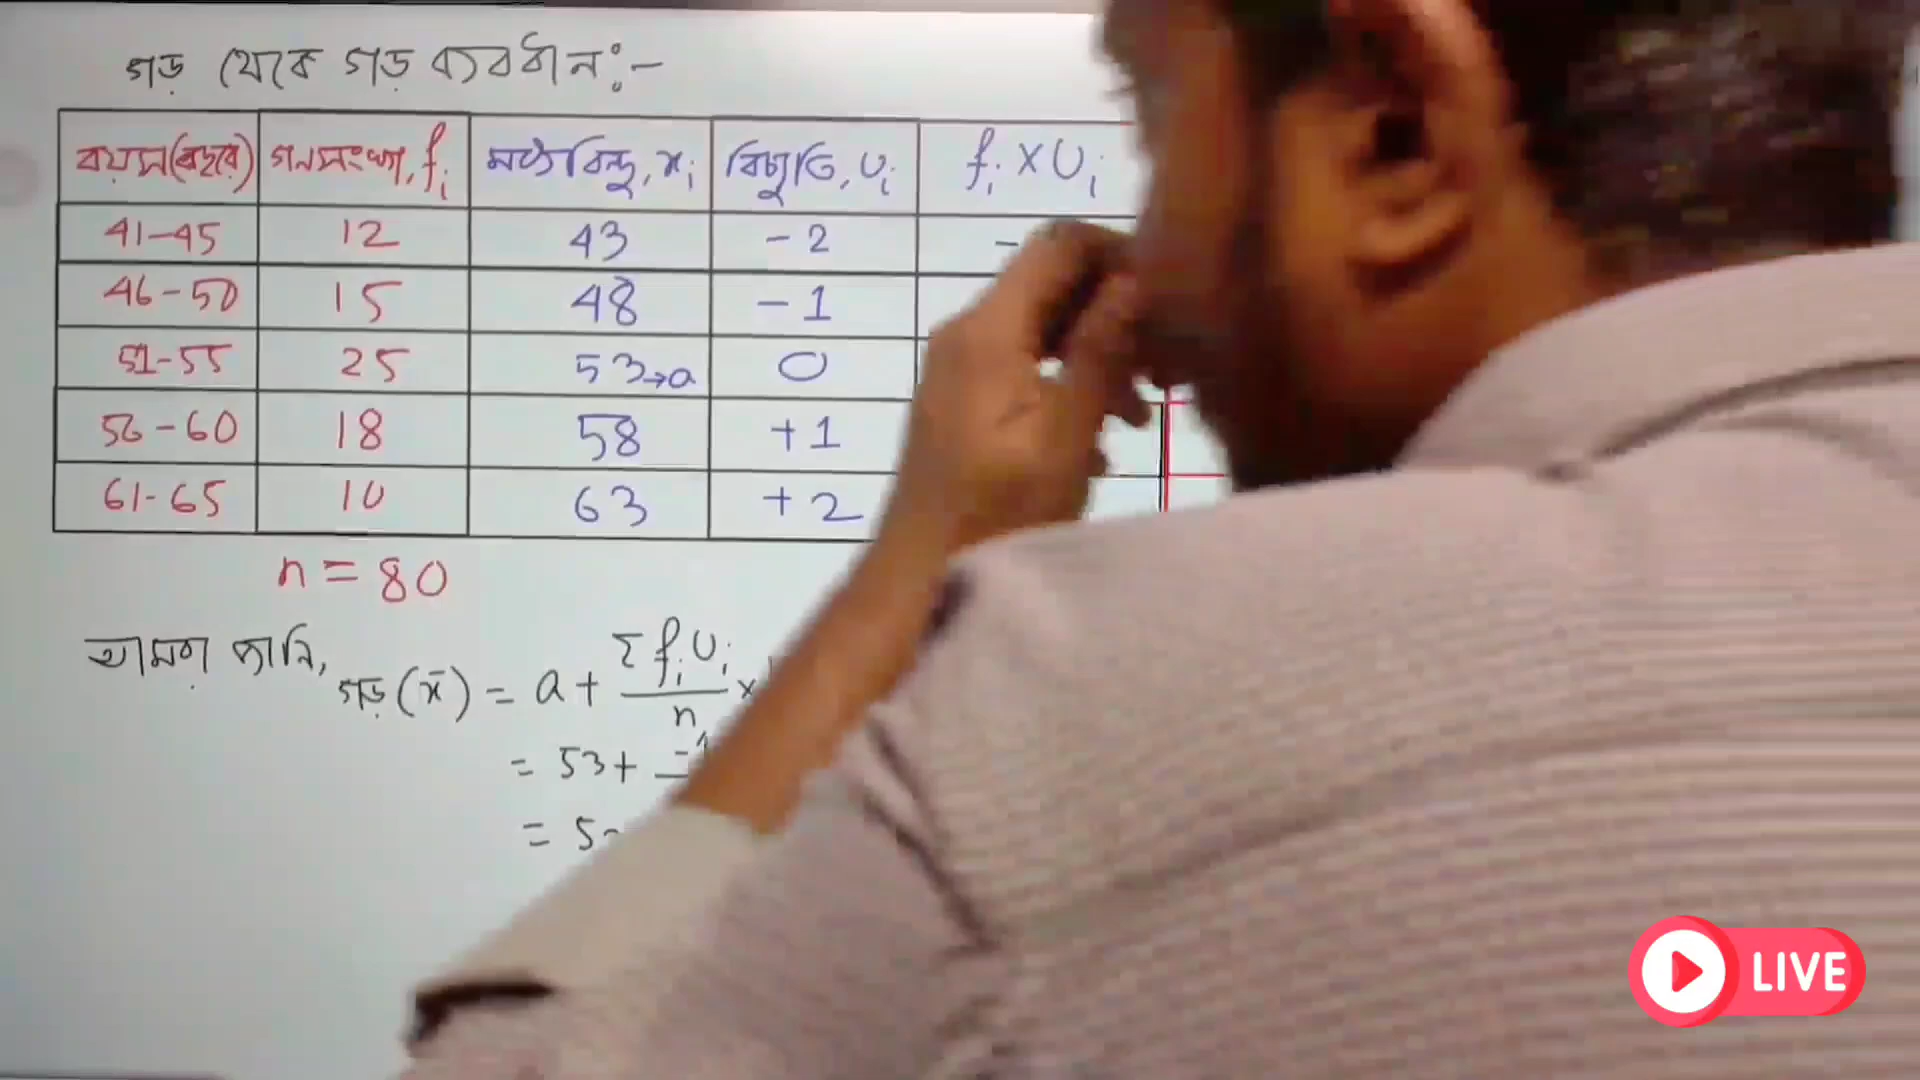 গড় থেকে গড় ব্যবধান:-
বয়স(বছরে) গনসংখ্যা, fᵢ মধ্যবিন্দু, xᵢ বিচ্যুতি, Uᵢ fᵢ × Uᵢ
41-45 12 43 -2 -
46-50 15 48 -1
51-55 25 53→a 0
56-60 18 58 +1
61-65 10 63 +2
n = 80
আমরা জানি,
গড় (x̄) = a + ΣfᵢUᵢ/n ×
= 53 +
= 5
LIVE